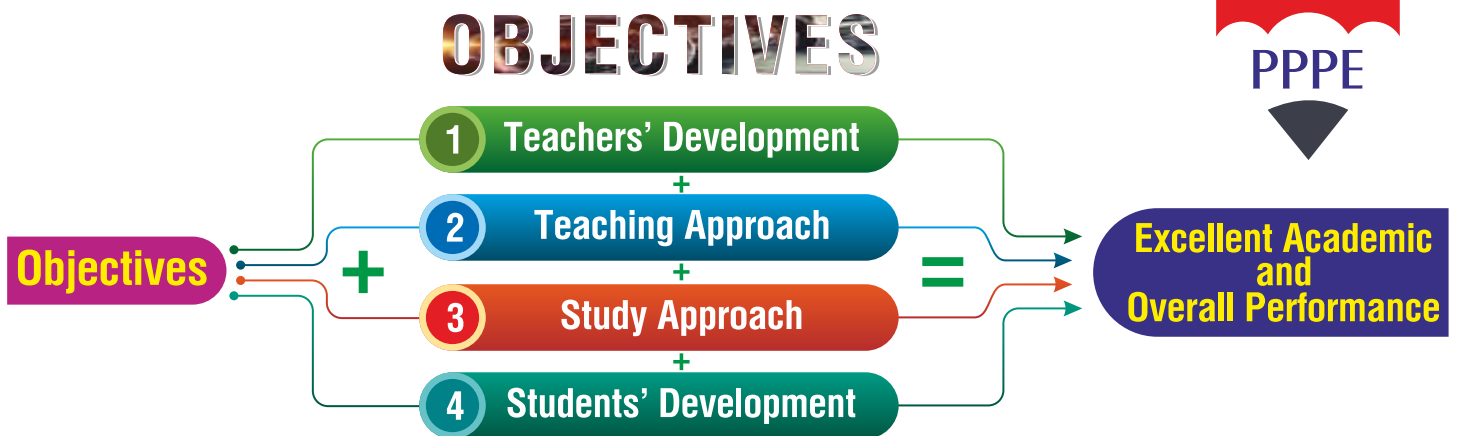 OBJECTIVES
PPPE
Objectives
+
1 Teachers’ Development
+
2 Teaching Approach
+
3 Study Approach
+
4 Students’ Development
=
Excellent Academic
and
Overall Performance